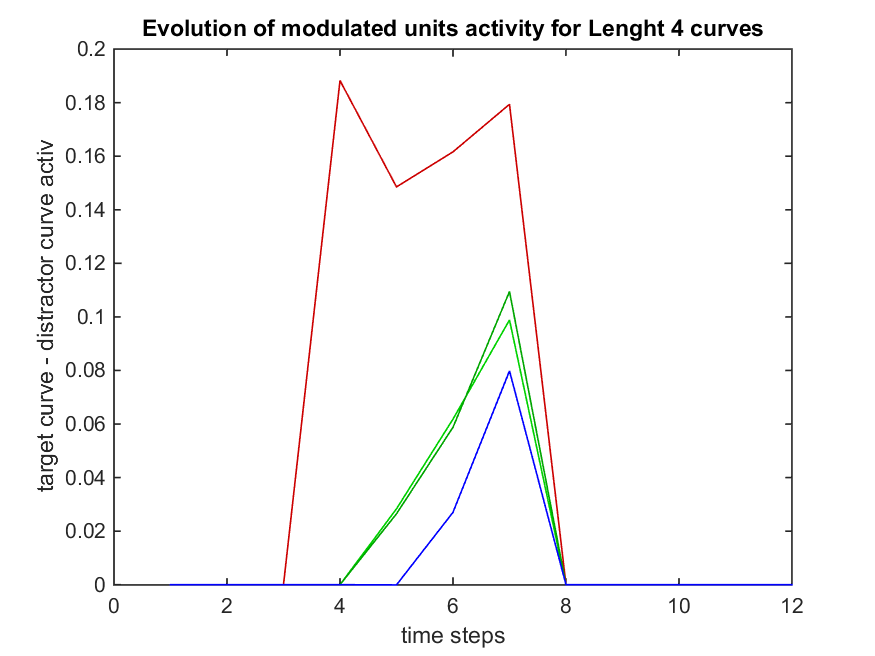 Evolution of modulated units activity for Lenght 4 curves
target curve - distractor curve activ
0.2
0.18
0.16
0.14
0.12
0.1
0.08
0.06
0.04
0.02
0
0 2 4 6 8 10 12
time steps